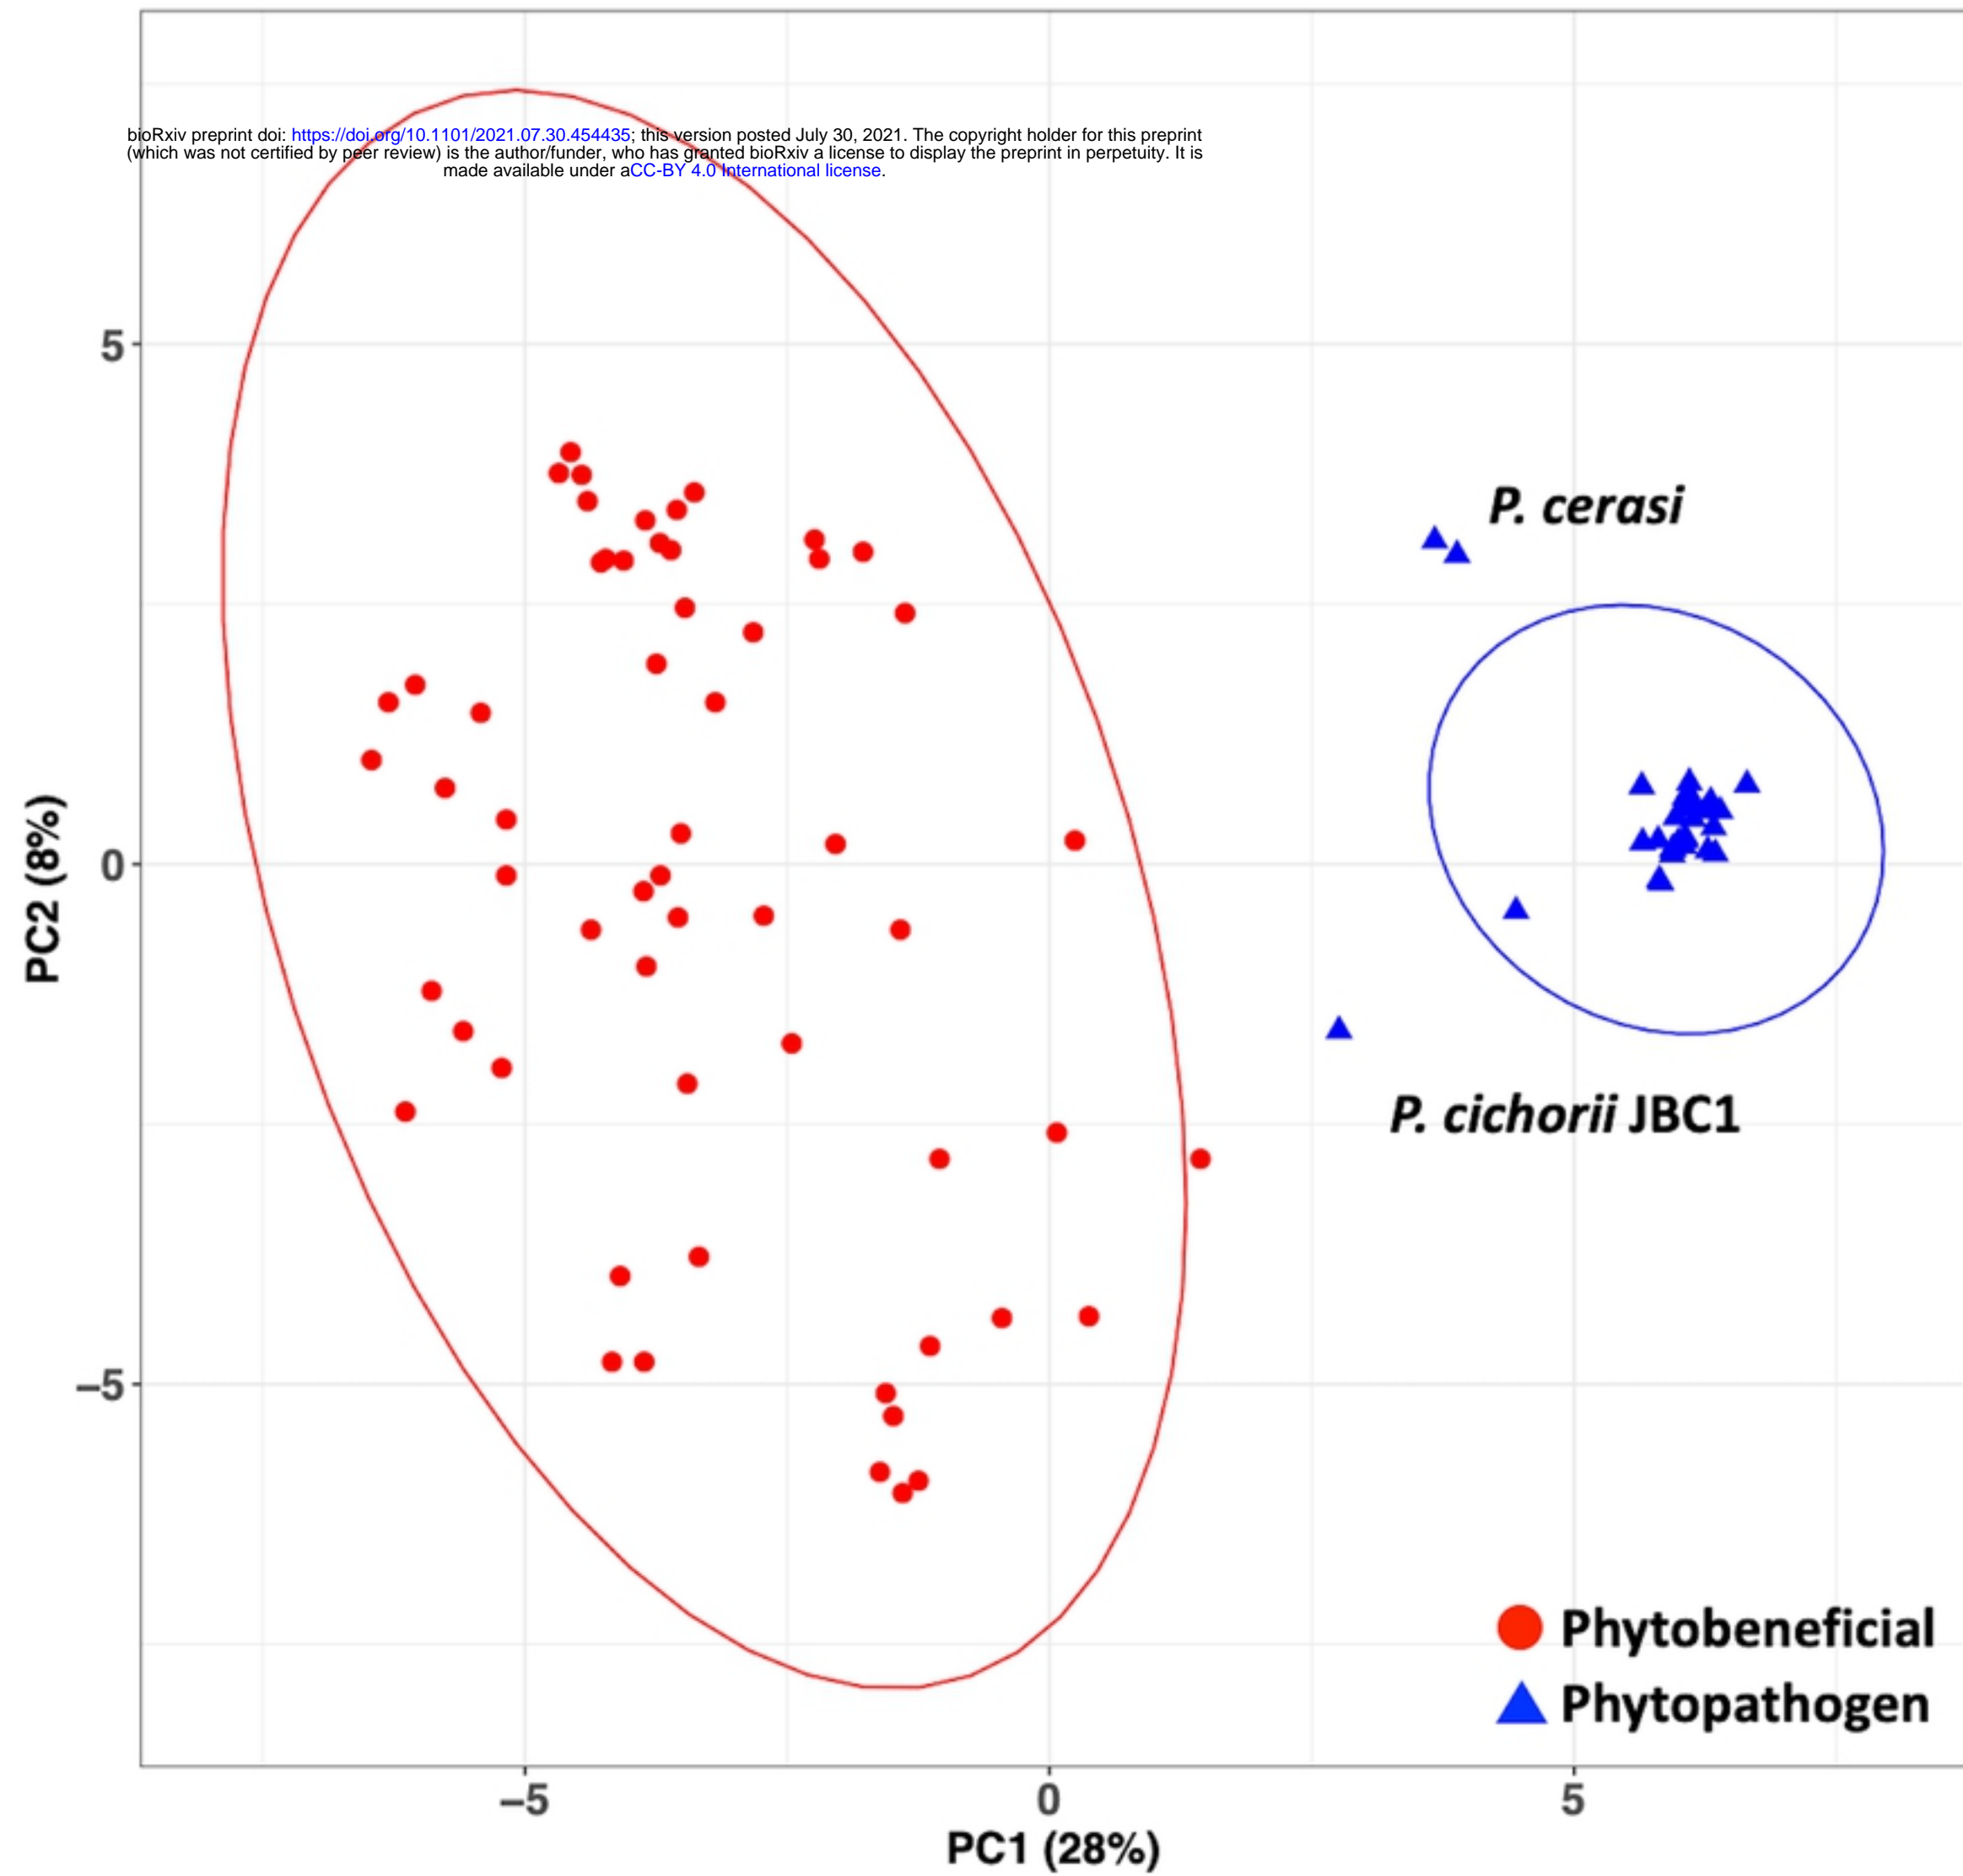 bioRxiv preprint doi: https://doi.org/10.1101/2021.07.30.454435; this version posted July 30, 2021. The copyright holder for this preprint
(which was not certified by peer review) is the author/funder, who has granted bioRxiv a license to display the preprint in perpetuity. It is
made available under aCC-BY 4.0 International license.
5
P. cerasi
PC2 (8%)
0
P. cichorii JBC1
−5
Phytobeneficial
Phytopathogen
−5 0 5
PC1 (28%)